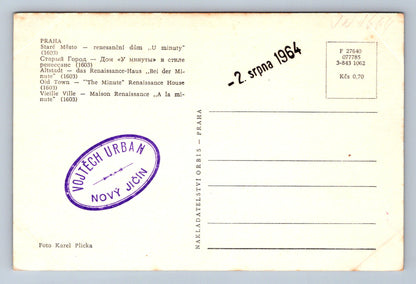 PRAHA
Staré Město — renesanční dům „U minuty"
(1603)
Старый Город — Дом «У минуты» в стиле
ренессанс (1603)
Altstadt — das Renaissance-Haus „Bei der Mi-
nute" (1603)
Old Town — "The Minute" Renaissance House
(1603)
Vieille Ville — Maison Renaissance „A la mi-
nute" (1603)
-2. srpna 1964
F 27640
077785
3-843 1062
Kčs 0,70
VOJTĚCH URBAN
NOVÝ JIČÍN
NAKLADATELSTVÍ ORBIS — PRAHA
Foto Karel Plicka